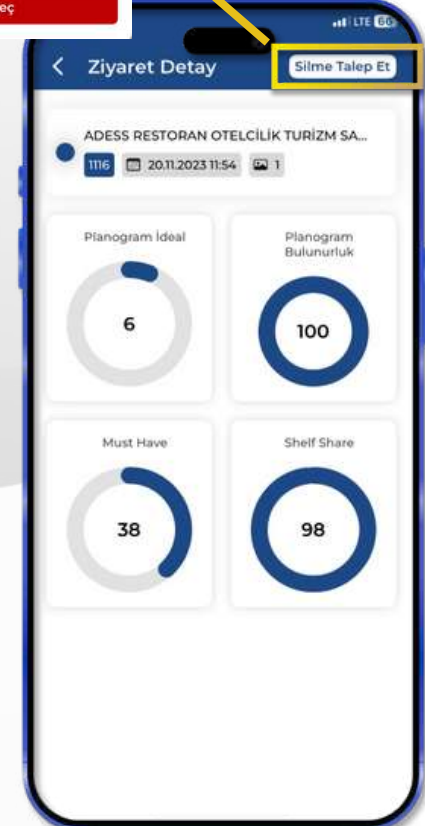 LTE 66
Ziyaret Detay
Silme Talep Et
ADESS RESTORAN OTELCİLİK TURİZM SA...
1116 20.11.2023 11:54 1
Planogram İdeal
6
Planogram
Bulunurluk
100
Must Have
38
Shelf Share
98